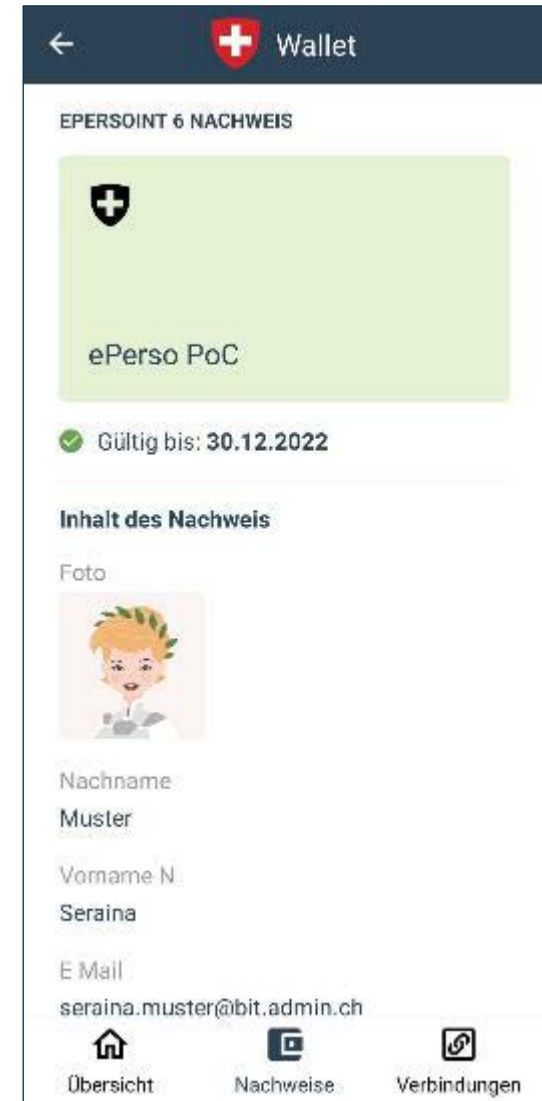 Wallet
EPERSOINT 6 NACHWEIS
ePerso PoC
Gültig bis: 30.12.2022
Inhalt des Nachweis
Foto
Nachname
Muster
Vorname N
Seraina
E Mail
seraina.muster@bit.admin.ch
Übersicht Nachweise Verbindungen